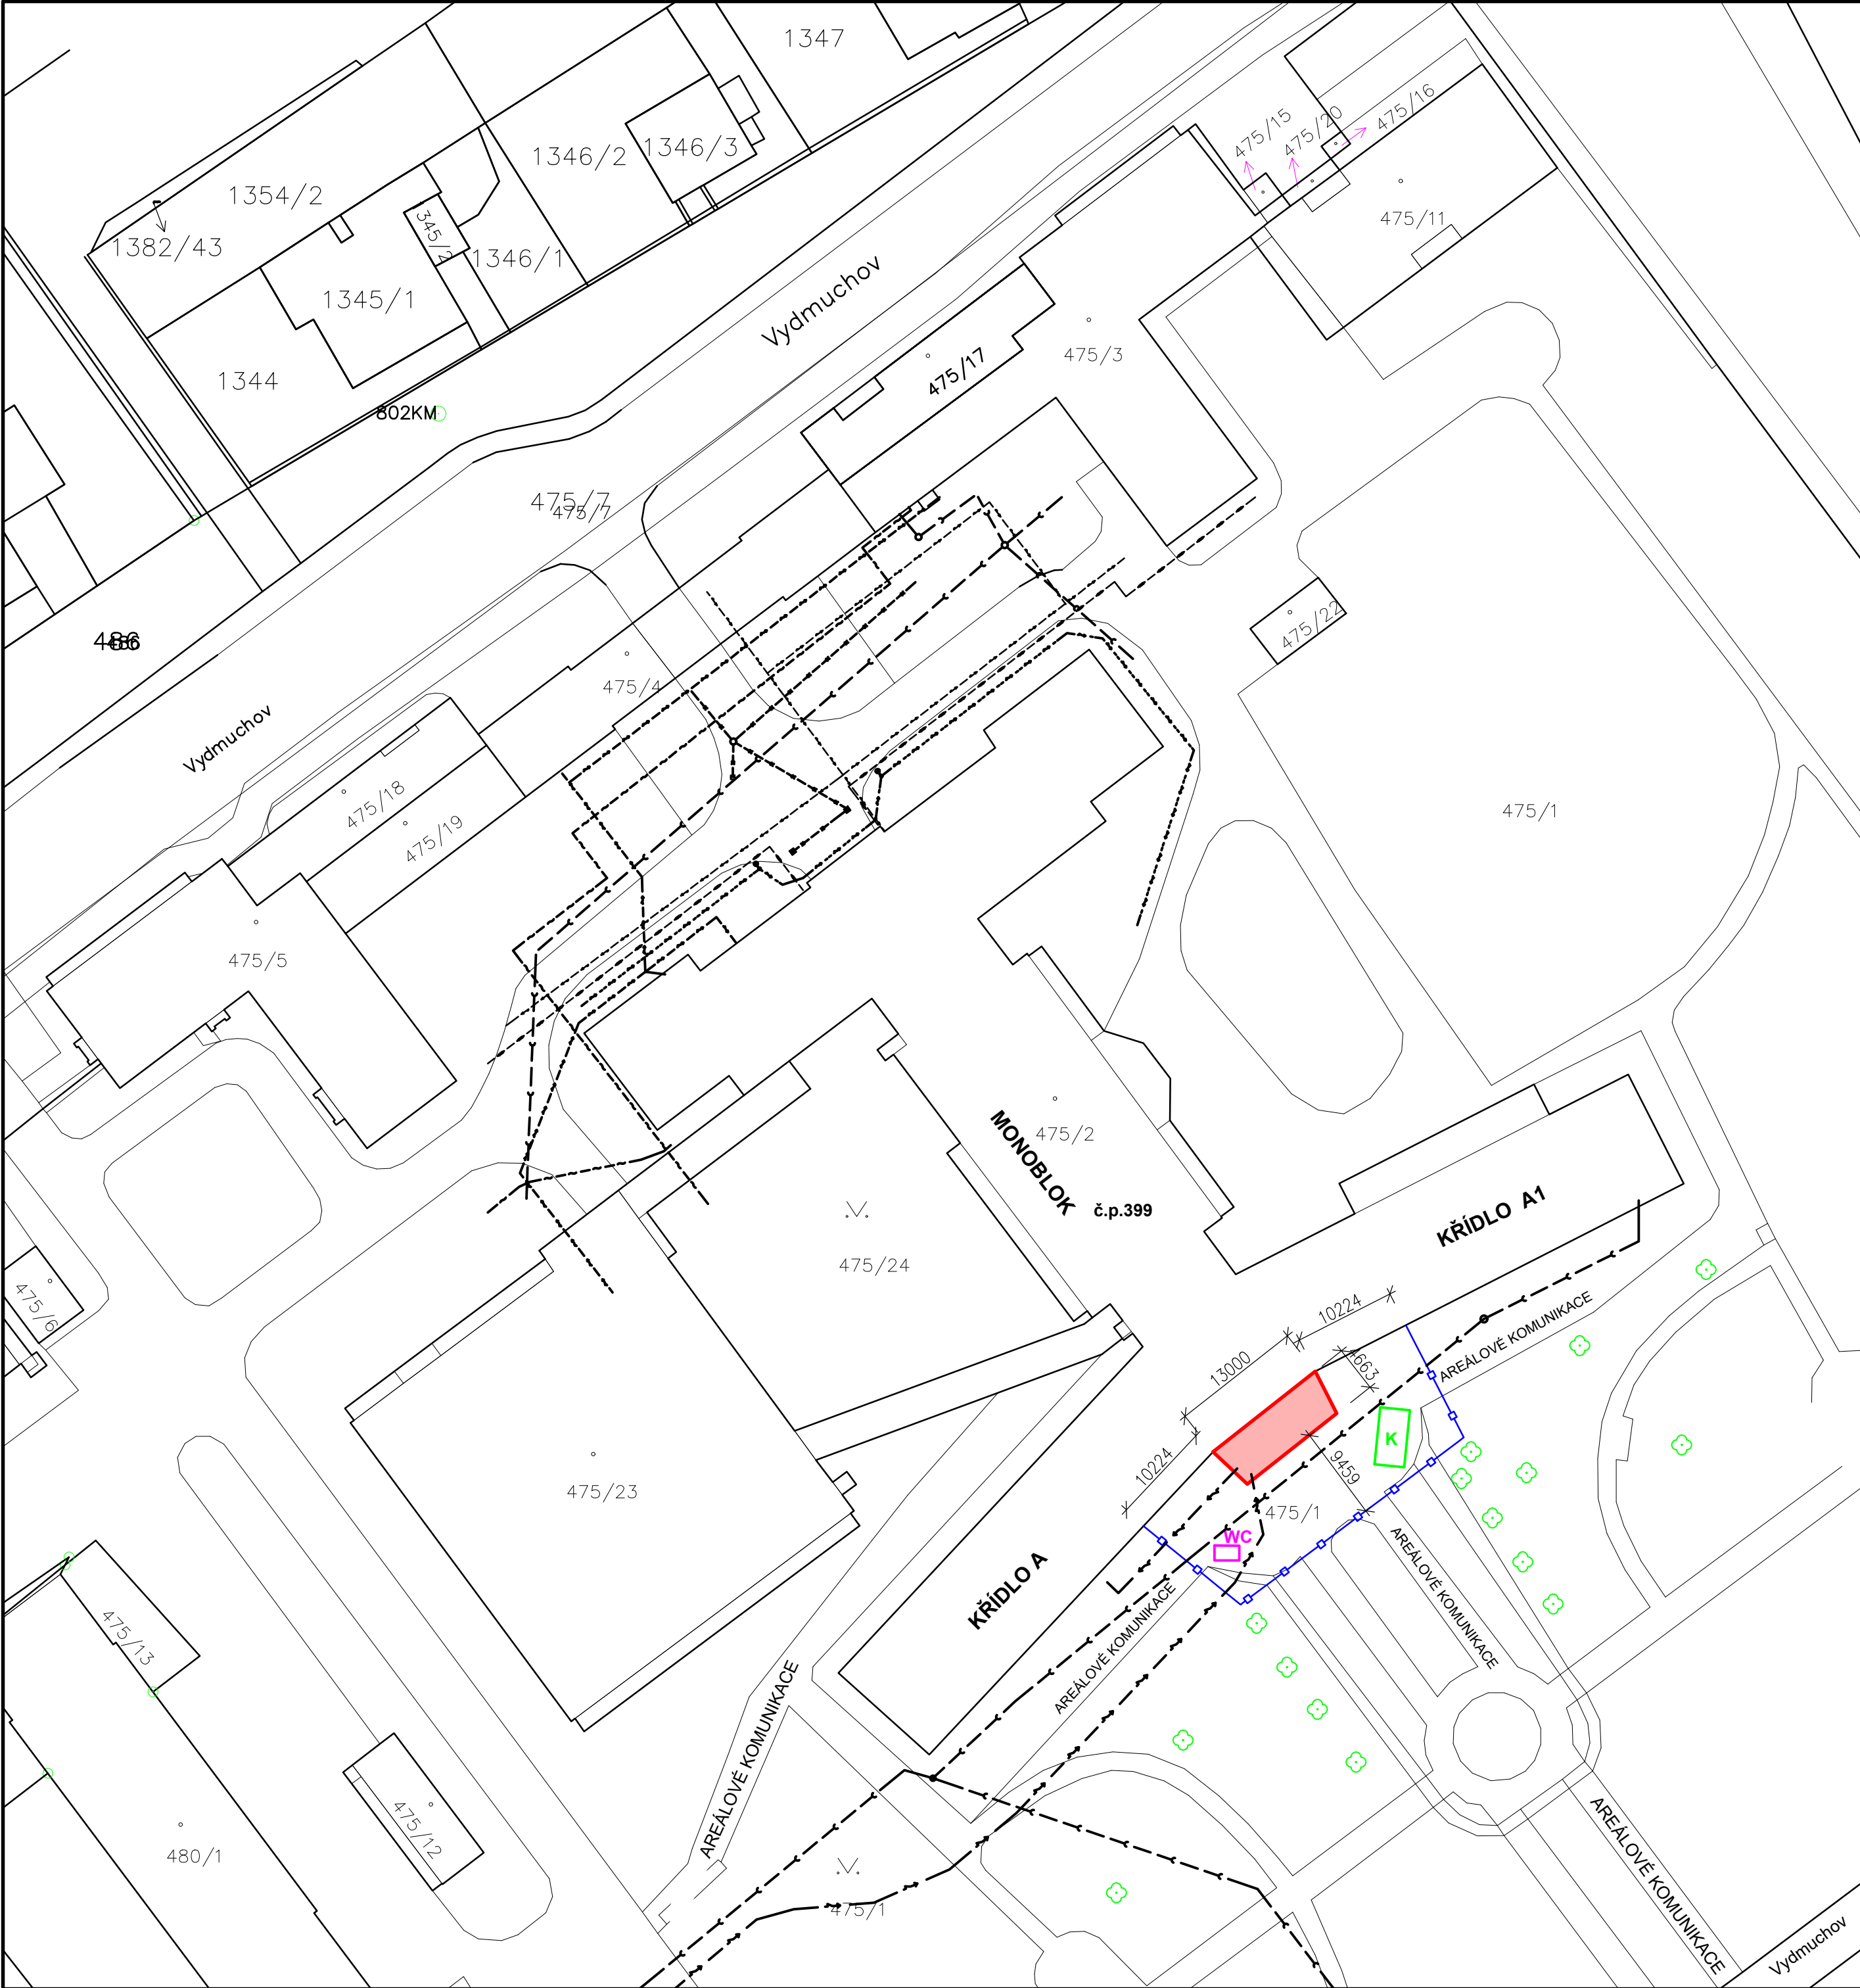 1347
1346/2
1346/3
475/15
475/20
475/16
1354/2
345/2
475/11
1382/43
1346/1
1345/1
Vydmuchov
475/3
475/17
1344
802KM
475/7
475/7
475/22
486
486
475/4
Vydmuchov
475/18
475/19
475/1
475/5
MONOBLOK
475/2
č.p.399
KŘÍDLO A1
475/24
475/6
10224
AREÁLOVÉ KOMUNIKACE
13000
4663
K
10224
9459
475/23
475/1
WC
AREÁLOVÉ KOMUNIKACE
KŘÍDLO A
AREÁLOVÉ KOMUNIKACE
475/13
AREÁLOVÉ KOMUNIKACE
475/12
480/1
AREÁLOVÉ KOMUNIKACE
475/1
Vydmuchov